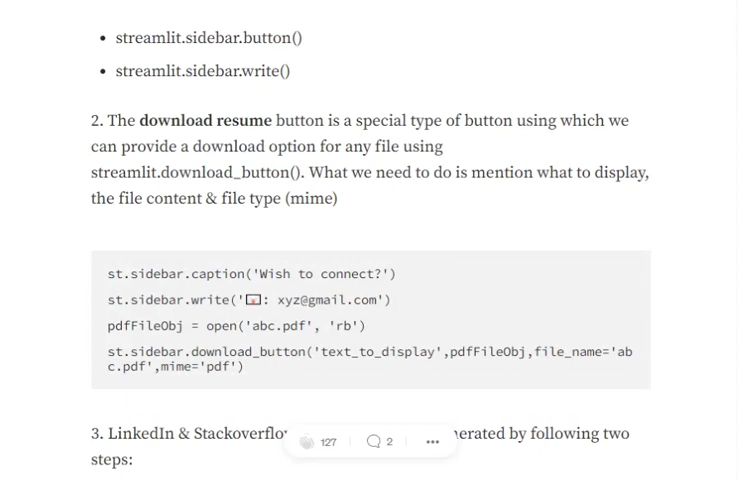 streamlit.sidebar.button()
streamlit.sidebar.write()
2. The download resume button is a special type of button using which we
can provide a download option for any file using
streamlit.download_button(). What we need to do is mention what to display,
the file content & file type (mime)
st.sidebar.caption('Wish to connect?')
st.sidebar.write('📧: xyz@gmail.com')
pdfFileObj = open('abc.pdf', 'rb')
st.sidebar.download_button('text_to_display',pdfFileObj,file_name='ab
c.pdf',mime='pdf')
3. LinkedIn & Stackoverflo erated by following two
127 2
steps: